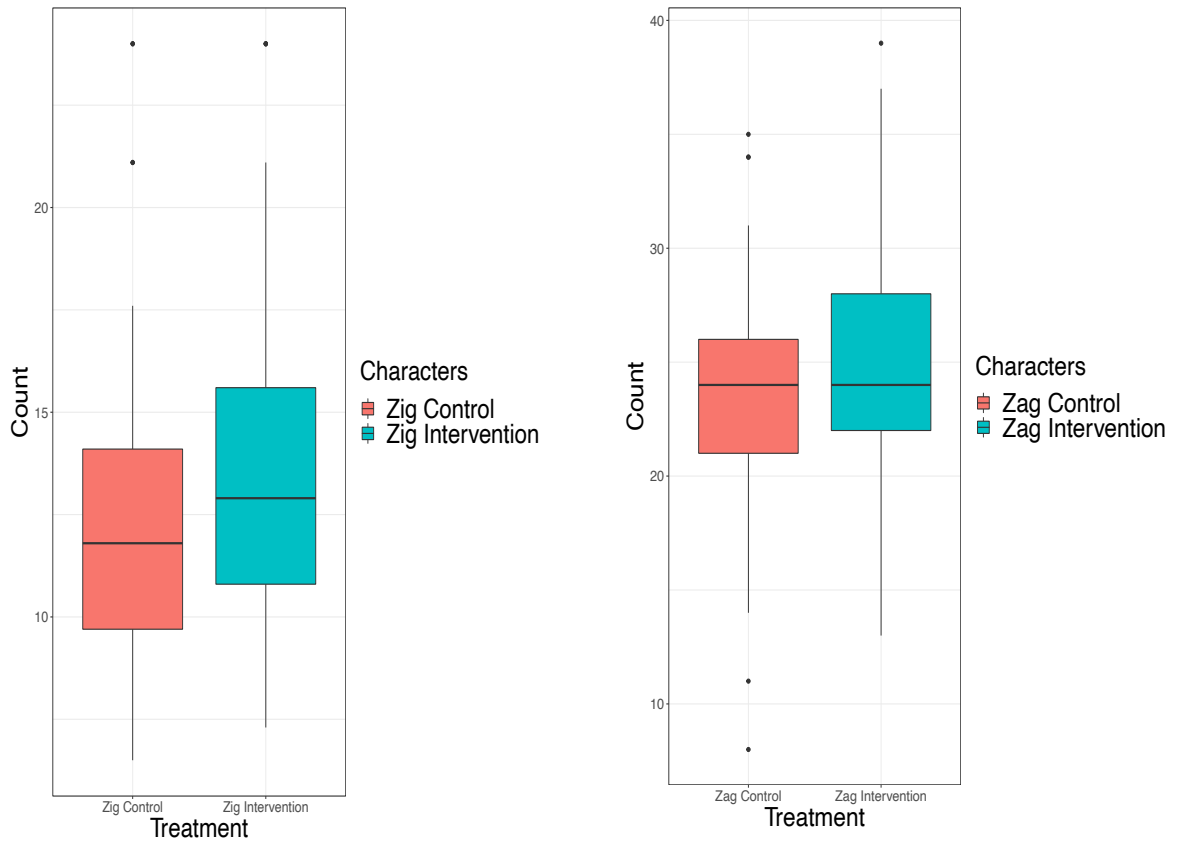 Count
20
15
10
Zig Control
Zig Intervention
Treatment
Characters
Zig Control
Zig Intervention
Count
40
30
20
10
Zag Control
Zag Intervention
Treatment
Characters
Zag Control
Zag Intervention